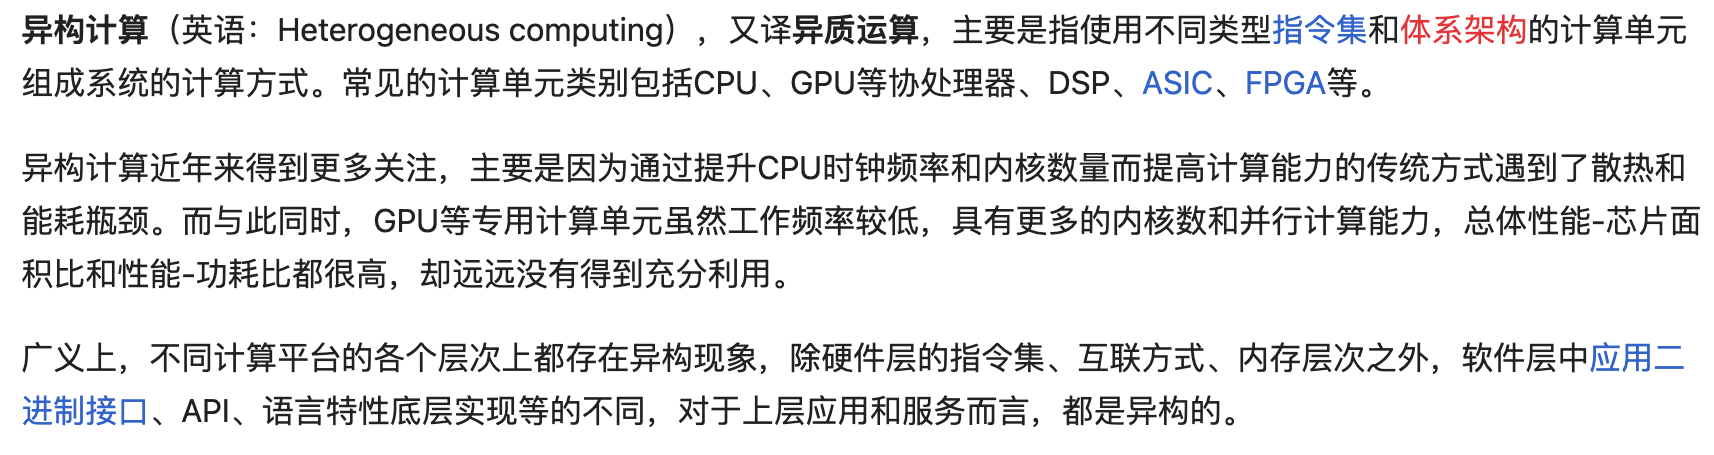 异构计算（英语：Heterogeneous computing），又译异质运算，主要是指使用不同类型指令集和体系架构的计算单元
组成系统的计算方式。常见的计算单元类别包括CPU、GPU等协处理器、DSP、ASIC、FPGA等。
异构计算近年来得到更多关注，主要是因为通过提升CPU时钟频率和内核数量而提高计算能力的传统方式遇到了散热和
能耗瓶颈。而与此同时，GPU等专用计算单元虽然工作频率较低，具有更多的内核数和并行计算能力，总体性能-芯片面
积比和性能-功耗比都很高，却远远没有得到充分利用。
广义上，不同计算平台的各个层次上都存在异构现象，除硬件层的指令集、互联方式、内存层次之外，软件层中应用二
进制接口、API、语言特性底层实现等的不同，对于上层应用和服务而言，都是异构的。